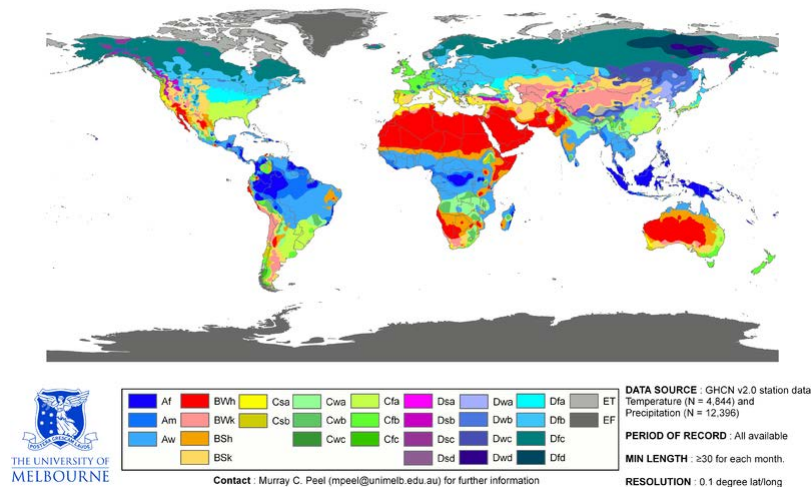 Af
BWh
Csa
Cwa
Cfa
Dsa
Dwa
Dfa
ET
Am
BWk
Csb
Cwb
Cfb
Dsb
Dwb
Dfb
EF
Aw
BSh
Cwc
Cfc
Dsc
Dwc
Dfc
BSk
Dsd
Dwd
Dfd
DATA SOURCE : GHCN v2.0 station data
Temperature (N = 4,844) and
Precipitation (N = 12,396)
PERIOD OF RECORD : All available
MIN LENGTH : ≥30 for each month.
RESOLUTION : 0.1 degree lat/long
THE UNIVERSITY OF
MELBOURNE
Contact : Murray C. Peel (mpeel@unimelb.edu.au) for further information